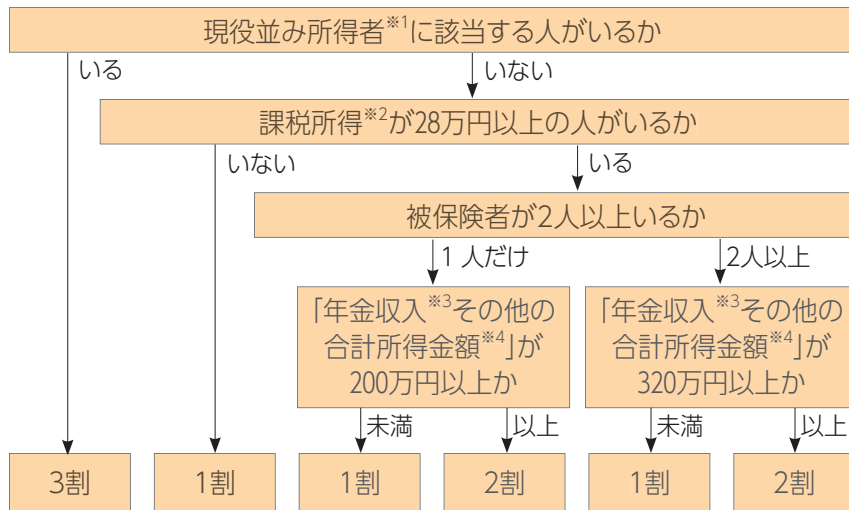 現役並み所得者※1に該当する人がいるか
いる
いない
課税所得※2が28万円以上の人がいるか
いない
いる
被保険者が2人以上いるか
1人だけ
2人以上
「年金収入※3その他の
合計所得金額※4」が
200万円以上か
「年金収入※3その他の
合計所得金額※4」が
320万円以上か
未満
以上
未満
以上
3割
1割
1割
2割
1割
2割